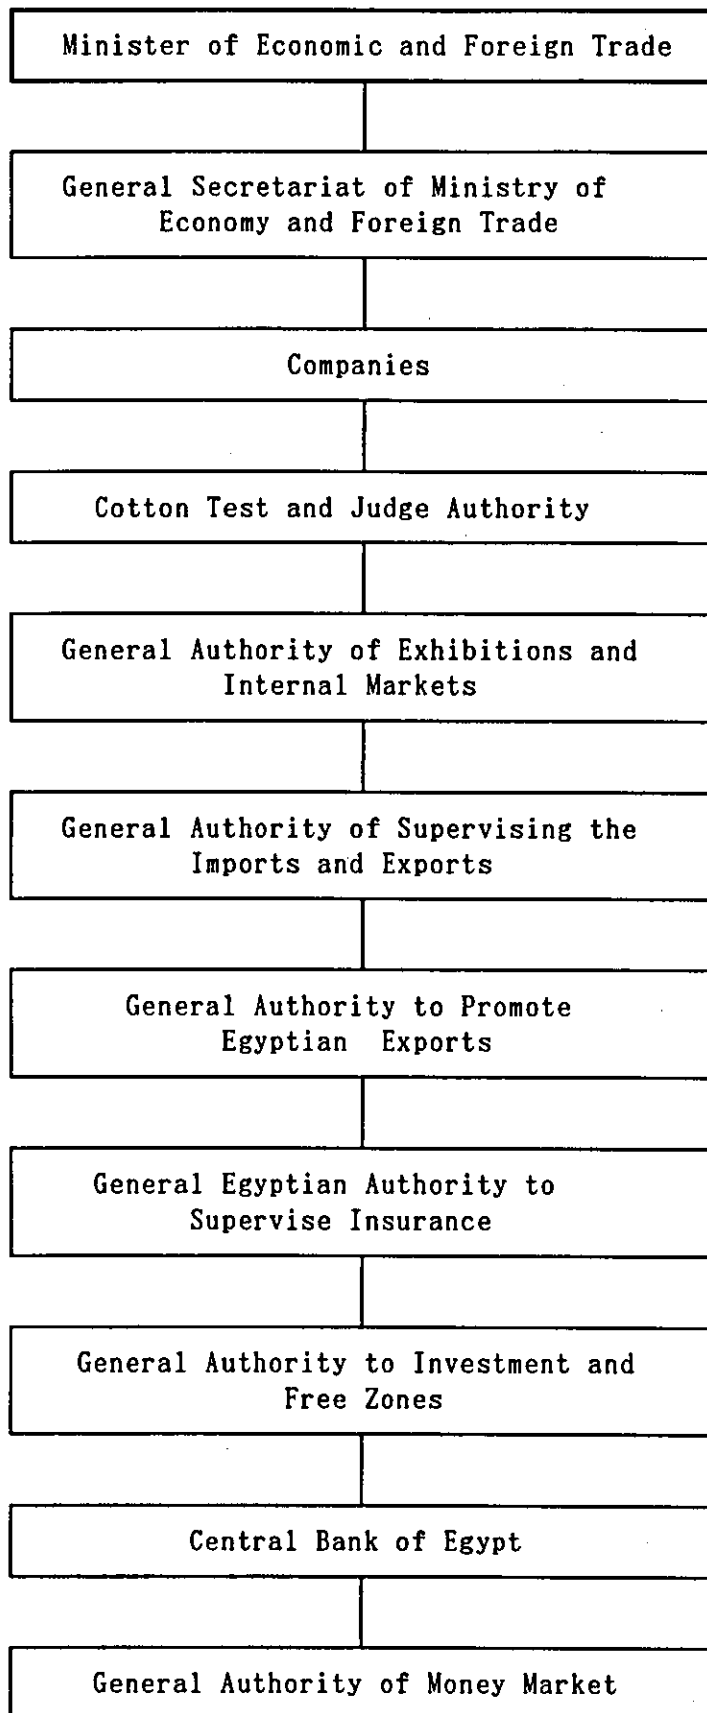 Minister of Economic and Foreign Trade
General Secretariat of Ministry of
Economy and Foreign Trade
Companies
Cotton Test and Judge Authority
General Authority of Exhibitions and
Internal Markets
General Authority of Supervising the
Imports and Exports
General Authority to Promote
Egyptian Exports
General Egyptian Authority to
Supervise Insurance
General Authority to Investment and
Free Zones
Central Bank of Egypt
General Authority of Money Market